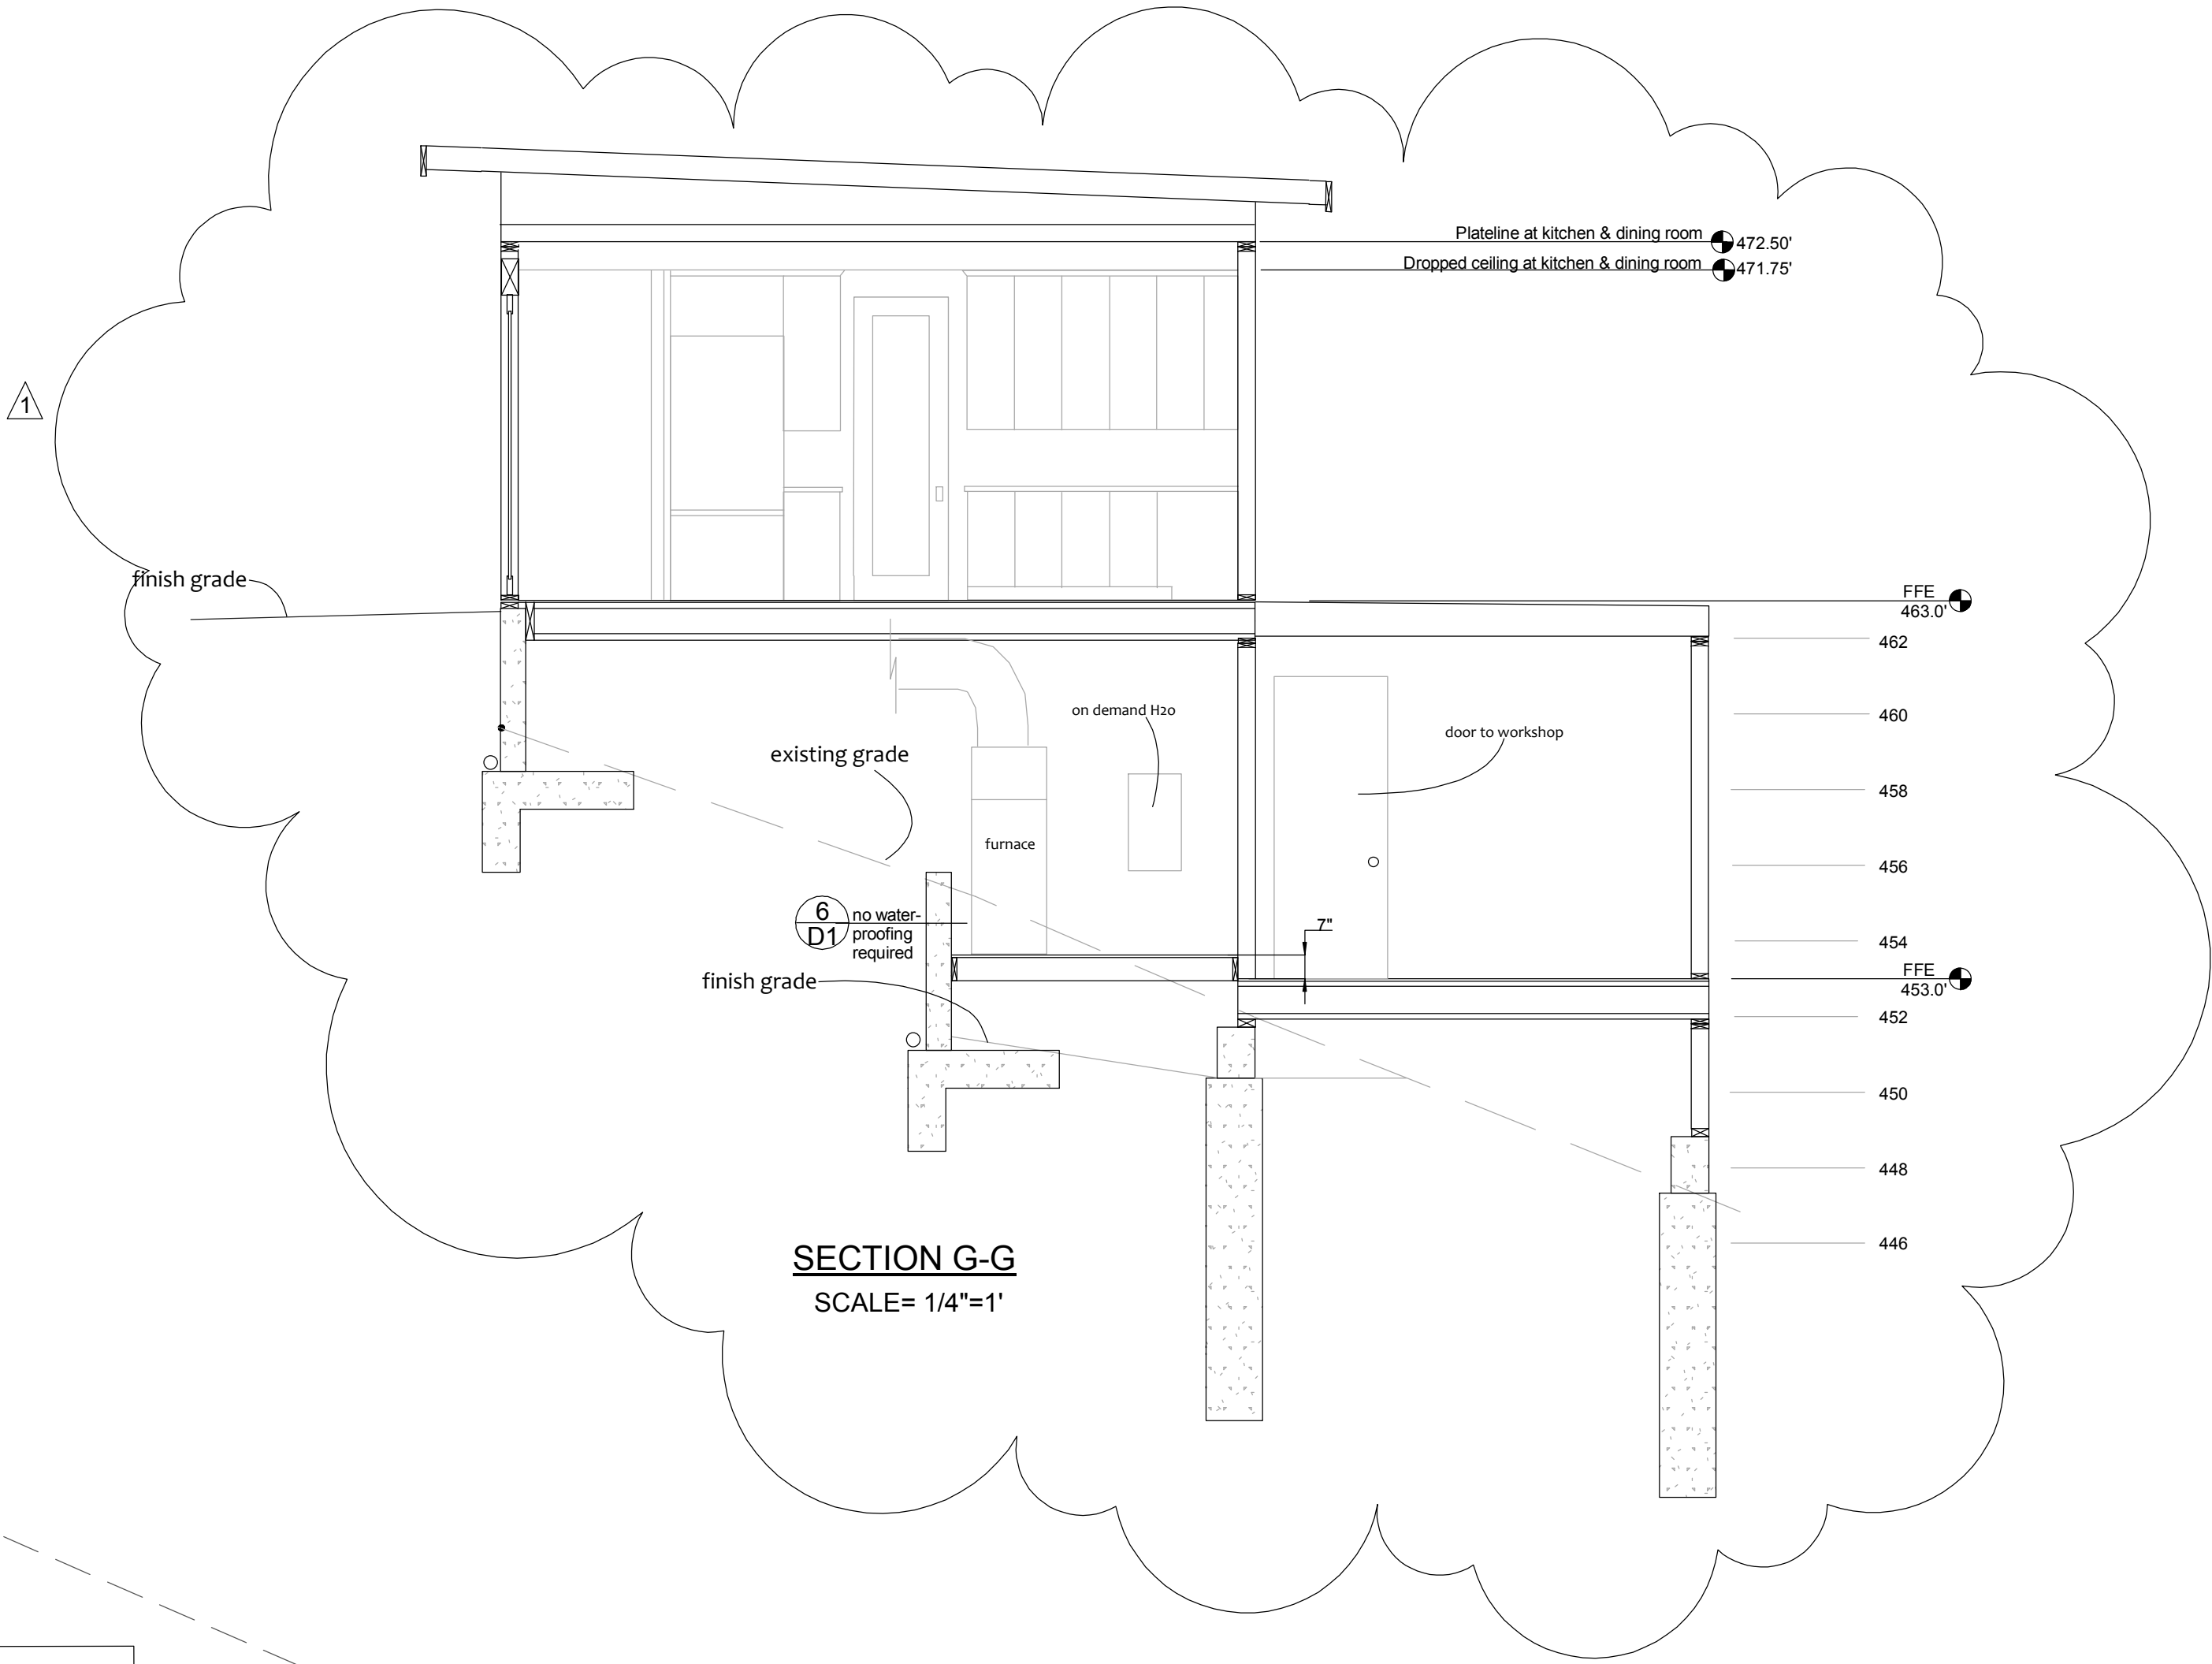 Plateline at kitchen & dining room 472.50'
Dropped ceiling at kitchen & dining room 471.75'
1
finish grade
FFE
463.0'
462
on demand H2o
460
door to workshop
existing grade
458
furnace
456
6
D1
no water-
proofing
required
7"
454
finish grade
FFE
453.0'
452
450
448
446
SECTION G-G
SCALE= 1/4"=1'